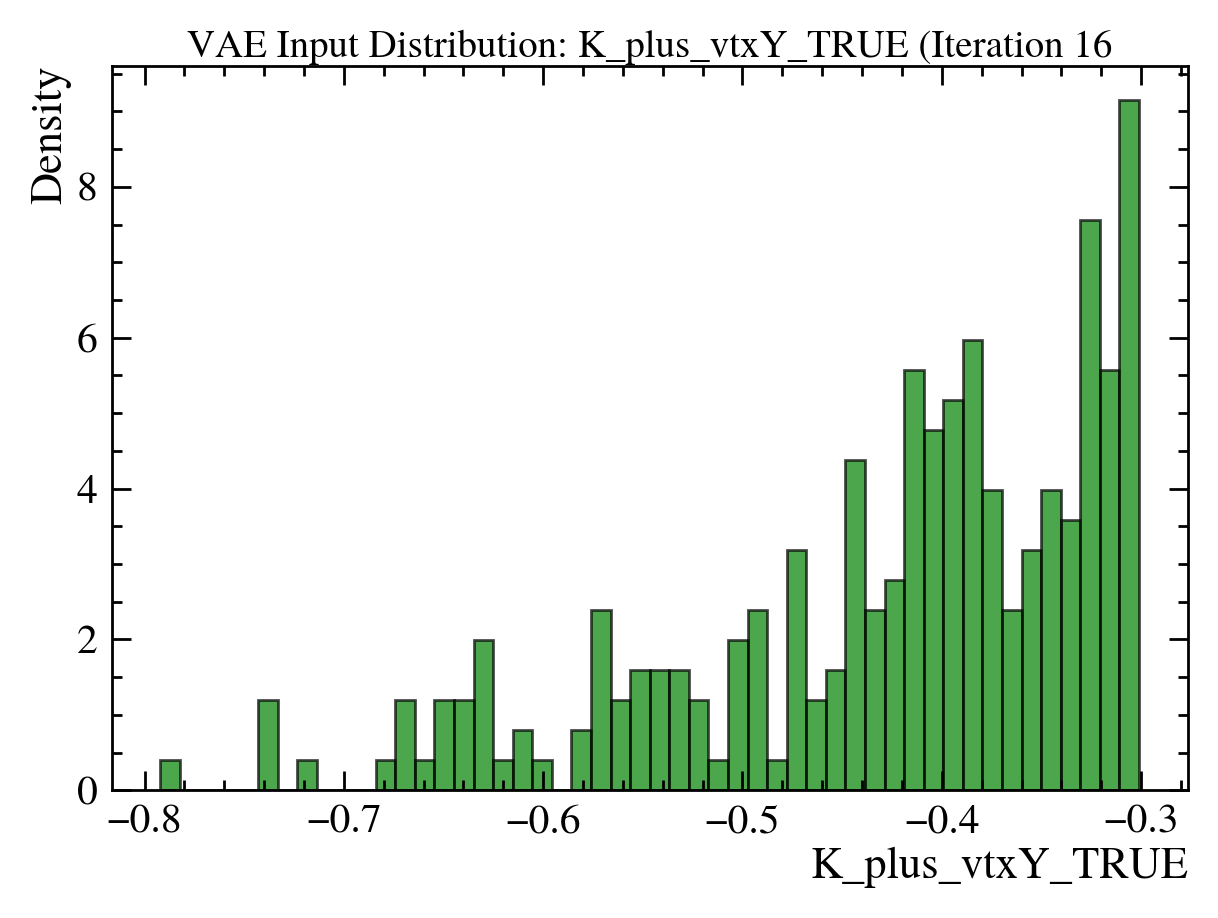 VAE Input Distribution: K_plus_vtxY_TRUE (Iteration 16
Density
8
6
4
2
0
−0.8 −0.7 −0.6 −0.5 −0.4 −0.3
K_plus_vtxY_TRUE